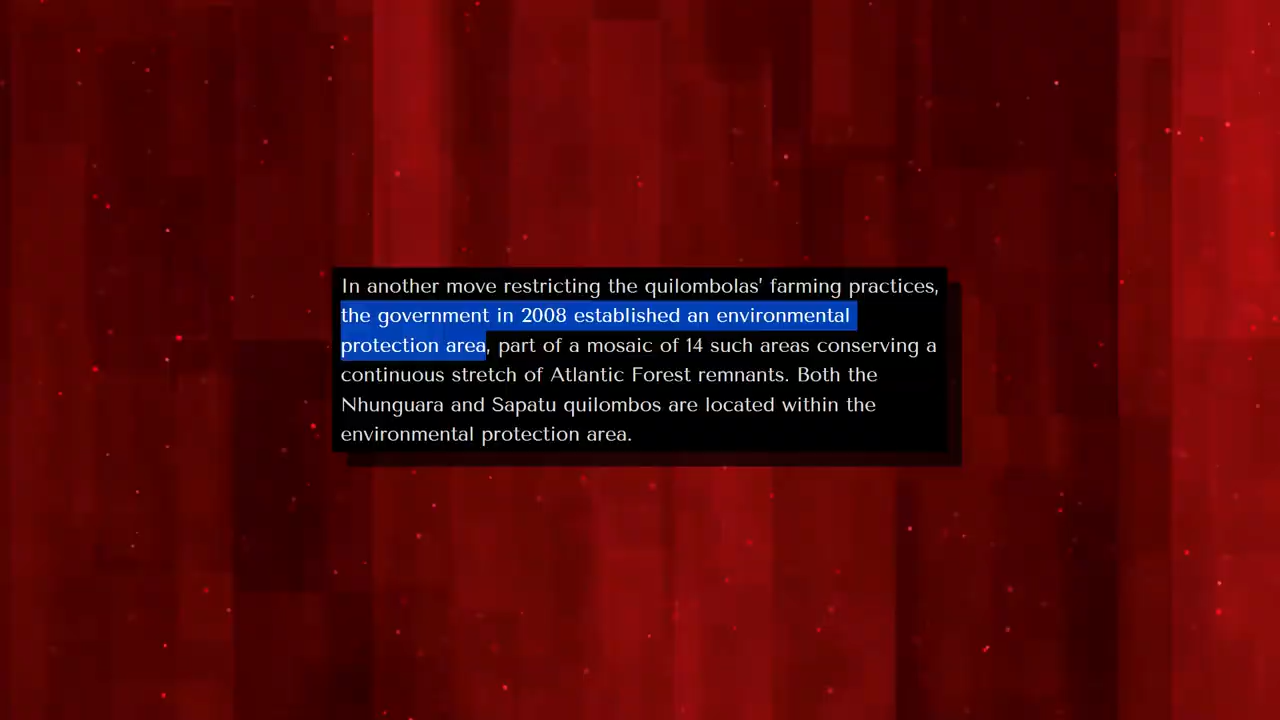 In another move restricting the quilombolas' farming practices,
the government in 2008 established an environmental
protection area, part of a mosaic of 14 such areas conserving a
continuous stretch of Atlantic Forest remnants. Both the
Nhunguara and Sapatu quilombos are located within the
environmental protection area.